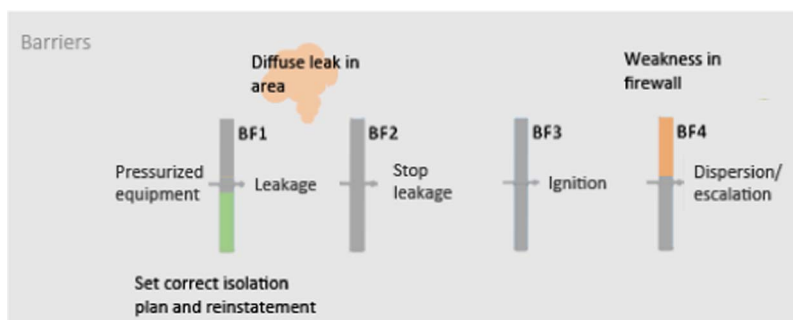 Barriers
Diffuse leak in
area
Weakness in
firewall
BF1
BF2
BF3
BF4
Pressurized
equipment
Leakage
Stop
leakage
Ignition
Dispersion/
escalation
Set correct isolation
plan and reinstatement